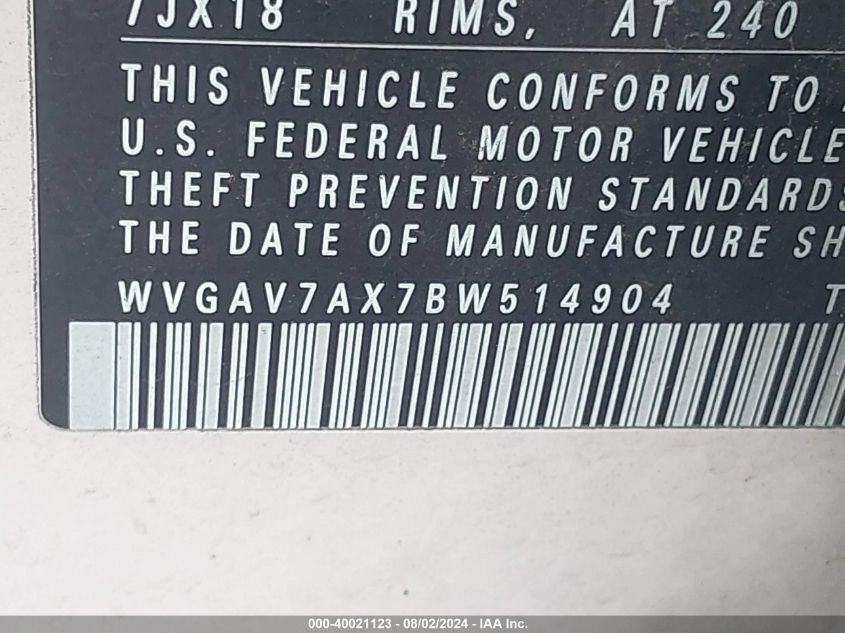 7JX18 RIMS, AT 240
THIS VEHICLE CONFORMS TO
U.S. FEDERAL MOTOR VEHICLE
THEFT PREVENTION STANDARDS
THE DATE OF MANUFACTURE SH
WVGAV7AX7BW514904 T
000-40021123 - 08/02/2024 - IAA Inc.